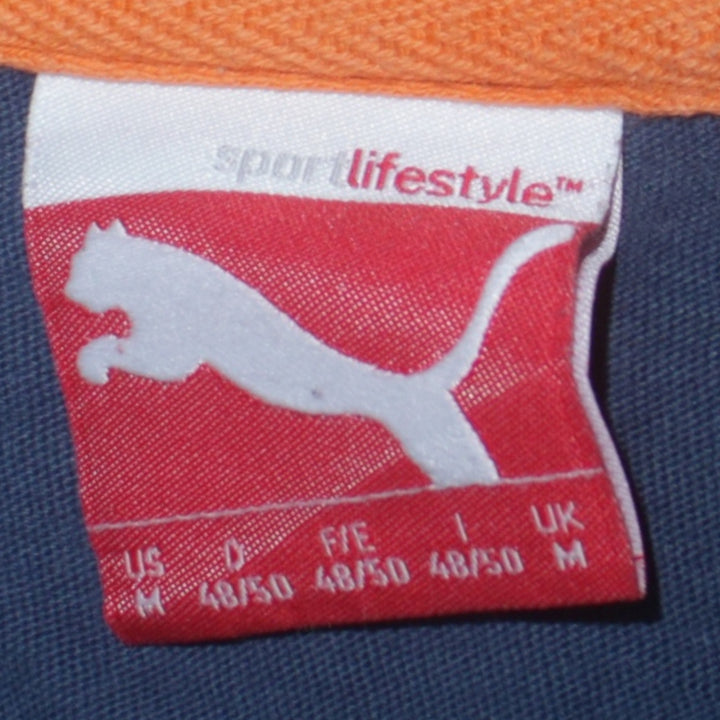 sportlifestyle™
US D F/E I UK
M 48/50 48/50 48/50 M